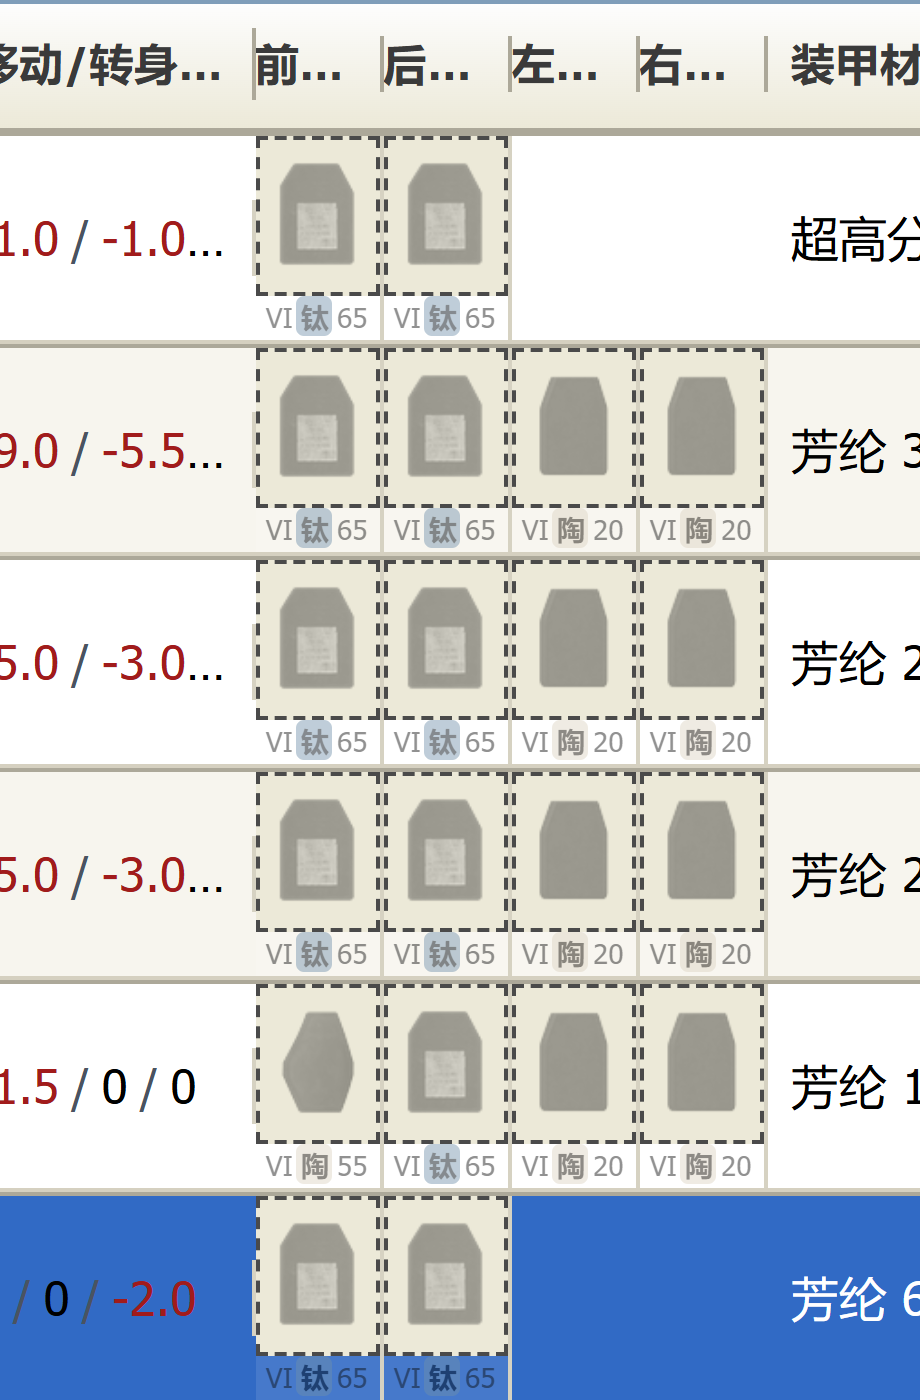 移动/转身... 前... 后... 左... 右... 装甲材
1.0 / -1.0... 超高分
VI 钛 65 VI 钛 65
9.0 / -5.5... 芳纶 3
VI 钛 65 VI 钛 65 VI 陶 20 VI 陶 20
5.0 / -3.0... 芳纶 2
VI 钛 65 VI 钛 65 VI 陶 20 VI 陶 20
5.0 / -3.0... 芳纶 2
VI 钛 65 VI 钛 65 VI 陶 20 VI 陶 20
1.5 / 0 / 0 芳纶 1
VI 陶 55 VI 钛 65 VI 陶 20 VI 陶 20
/ 0 / -2.0 芳纶 6
VI 钛 65 VI 钛 65